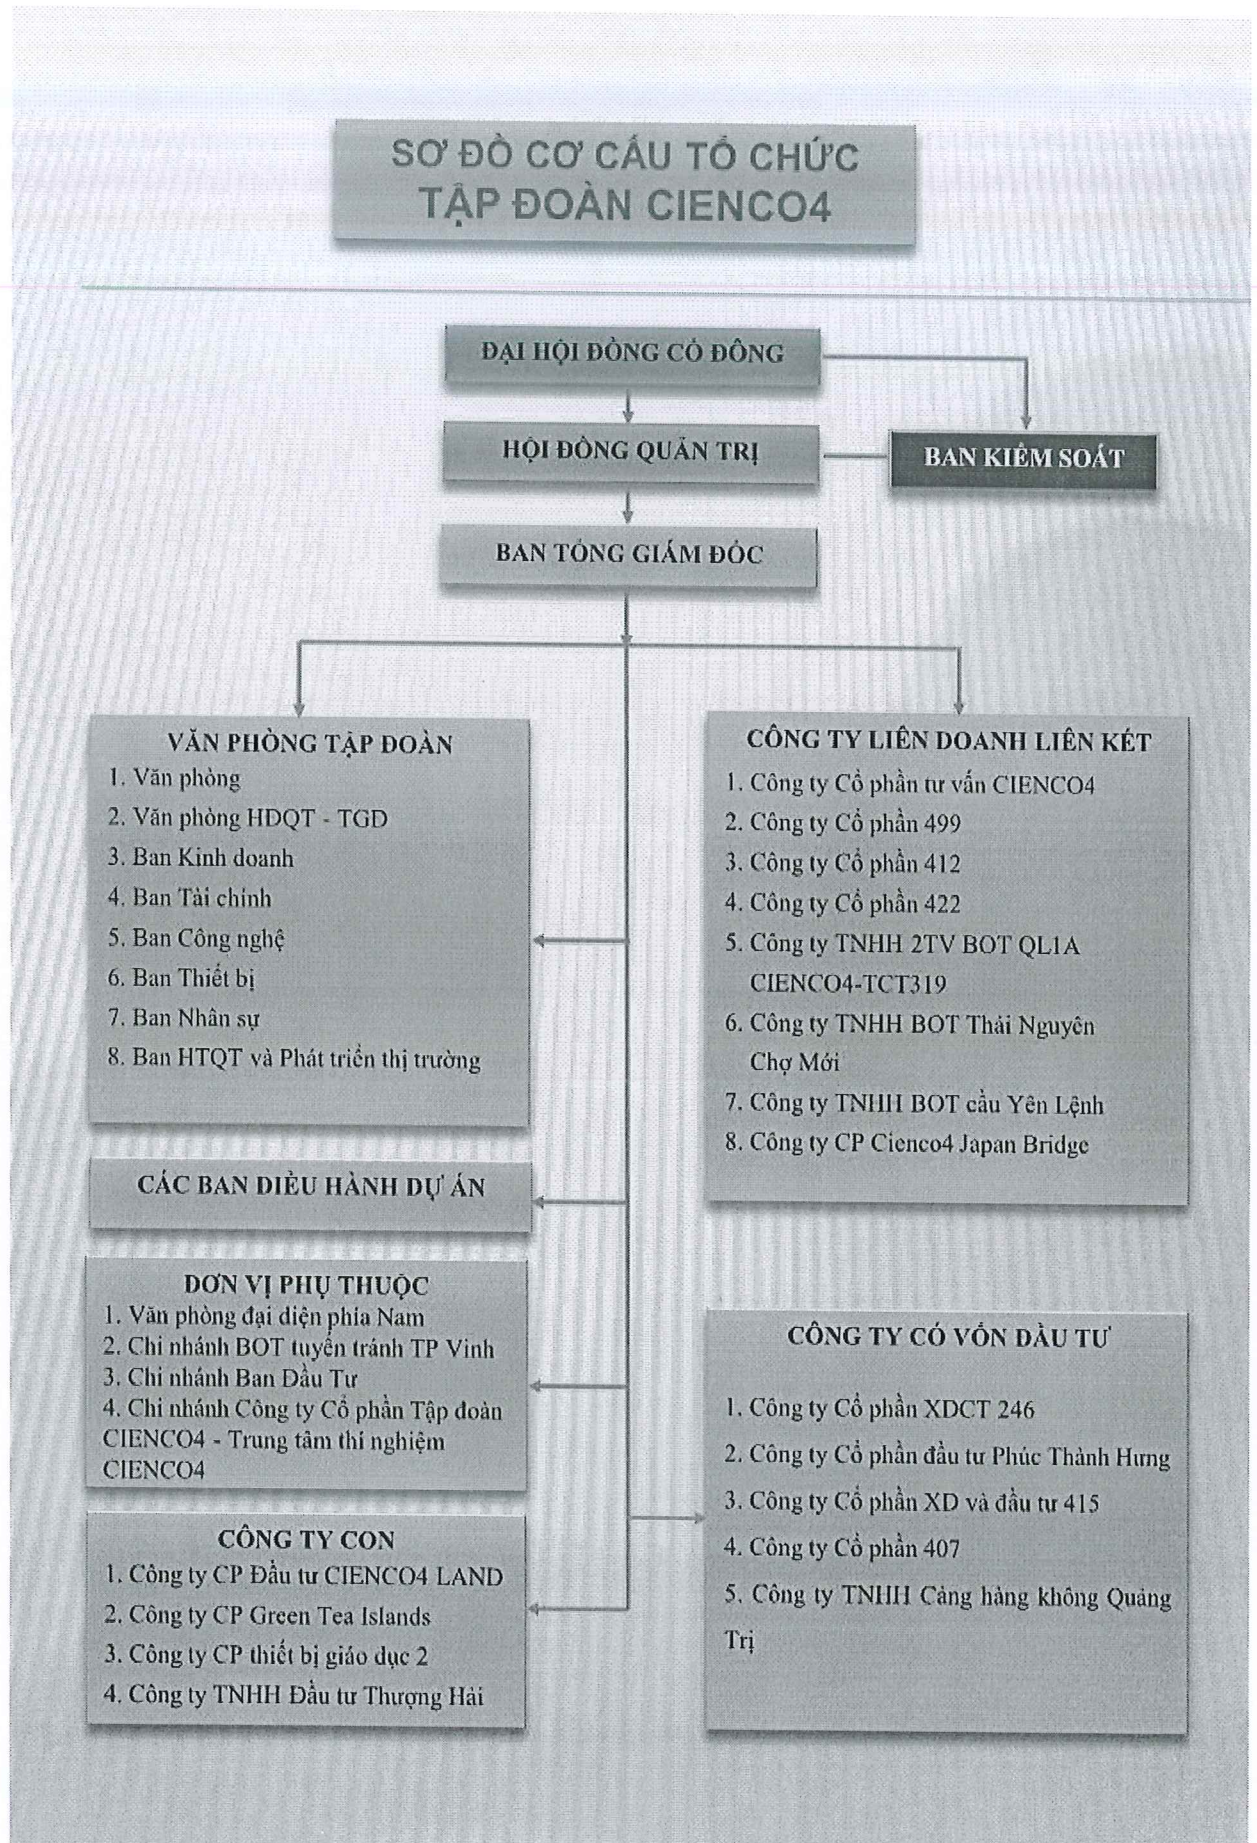 SƠ ĐỒ CƠ CẤU TỔ CHỨC
TẬP ĐOÀN CIENCO4
ĐẠI HỘI ĐỒNG CỔ ĐÔNG
HỘI ĐỒNG QUẢN TRỊ
BAN KIỂM SOÁT
BAN TỔNG GIÁM ĐỐC
VĂN PHÒNG TẬP ĐOÀN
1. Văn phòng
2. Văn phòng HĐQT - TGĐ
3. Ban Kinh doanh
4. Ban Tài chính
5. Ban Công nghệ
6. Ban Thiết bị
7. Ban Nhân sự
8. Ban HTQT và Phát triển thị trường
CÁC BAN ĐIỀU HÀNH DỰ ÁN
ĐƠN VỊ PHỤ THUỘC
1. Văn phòng đại diện phía Nam
2. Chi nhánh BOT tuyến tránh TP Vinh
3. Chi nhánh Ban Đầu Tư
4. Chi nhánh Công ty Cổ phần Tập đoàn
CIENCO4 - Trung tâm thí nghiệm
CIENCO4
CÔNG TY CON
1. Công ty CP Đầu tư CIENCO4 LAND
2. Công ty CP Green Tea Islands
3. Công ty CP thiết bị giáo dục 2
4. Công ty TNHH Đầu tư Thượng Hải
CÔNG TY LIÊN DOANH LIÊN KẾT
1. Công ty Cổ phần tư vấn CIENCO4
2. Công ty Cổ phần 499
3. Công ty Cổ phần 412
4. Công ty Cổ phần 422
5. Công ty TNHH 2TV BOT QL1A
CIENCO4-TCT319
6. Công ty TNHH BOT Thái Nguyên
Chợ Mới
7. Công ty TNHH BOT cầu Yên Lệnh
8. Công ty CP Cienco4 Japan Bridge
CÔNG TY CÓ VỐN ĐẦU TƯ
1. Công ty Cổ phần XDCT 246
2. Công ty Cổ phần đầu tư Phúc Thành Hưng
3. Công ty Cổ phần XD và đầu tư 415
4. Công ty Cổ phần 407
5. Công ty TNHH Cảng hàng không Quảng
Trị